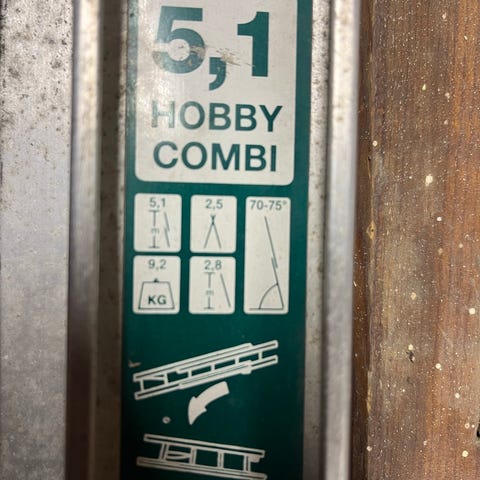 5,1
HOBBY
COMBI
5,1
m
2,5
70-75°
9,2
KG
2,8
m